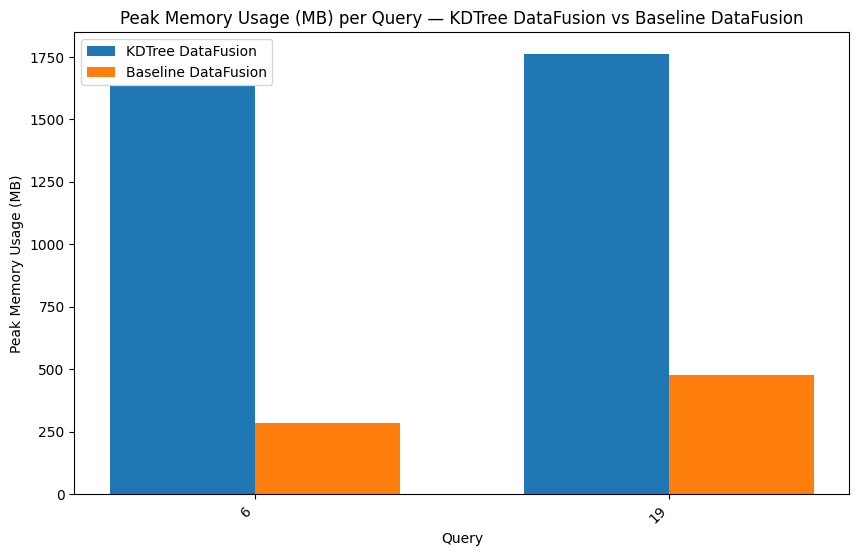 Peak Memory Usage (MB) per Query — KDTree DataFusion vs Baseline DataFusion
KDTree DataFusion
Baseline DataFusion
Peak Memory Usage (MB)
1750
1500
1250
1000
750
500
250
0
6
19
Query